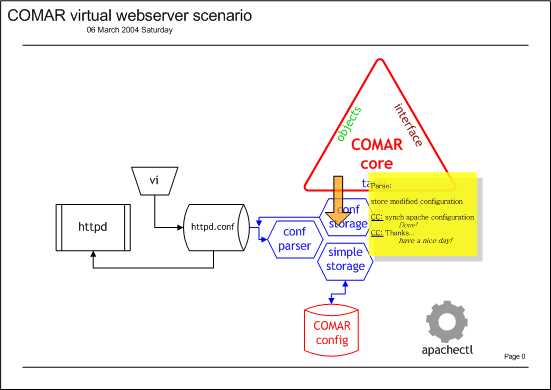 COMAR virtual webserver scenario
06 March 2004 Saturday
objects
interface
COMAR
core
ta
Parse:
store modified configuration
CC: synch apache configuration
Done!
CC: Thanks...
have a nice day!
vi
httpd
httpd.conf
conf
storage
conf
parser
simple
storage
COMAR
config
apachectl
Page 0